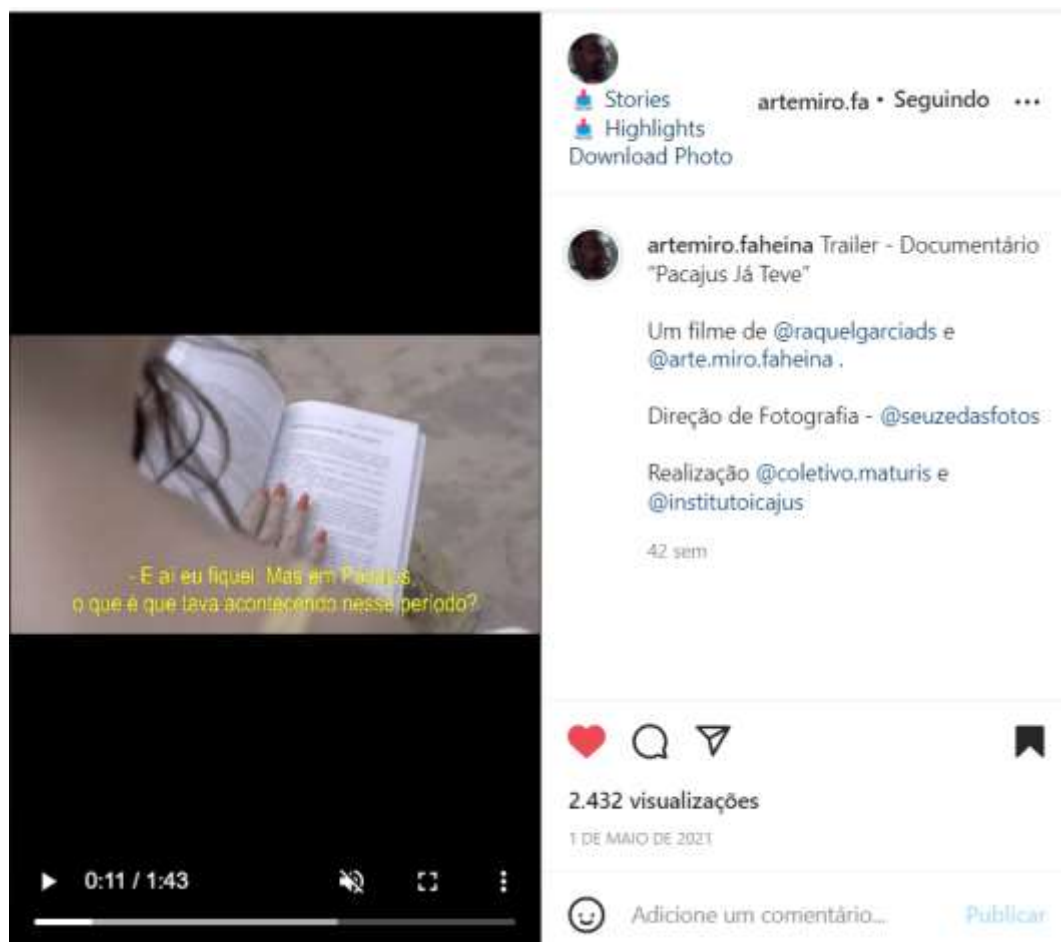 Stories
Highlights
Download Photo
artemiro.fa • Seguindo ...
artemiro.faheina Trailer - Documentário
"Pacajus Já Teve"
Um filme de @raquelgarciads e
@arte.miro.faheina .
Direção de Fotografia - @seuzedasfotos
Realização @coletivo.maturis e
@institutoicajus
42 sem
- E aí eu fiquei. Mas em Pacajus,
o que é que tava acontecendo nesse período?
0:11 / 1:43
2.432 visualizações
1 DE MAIO DE 2021
Adicione um comentário...
Publicar